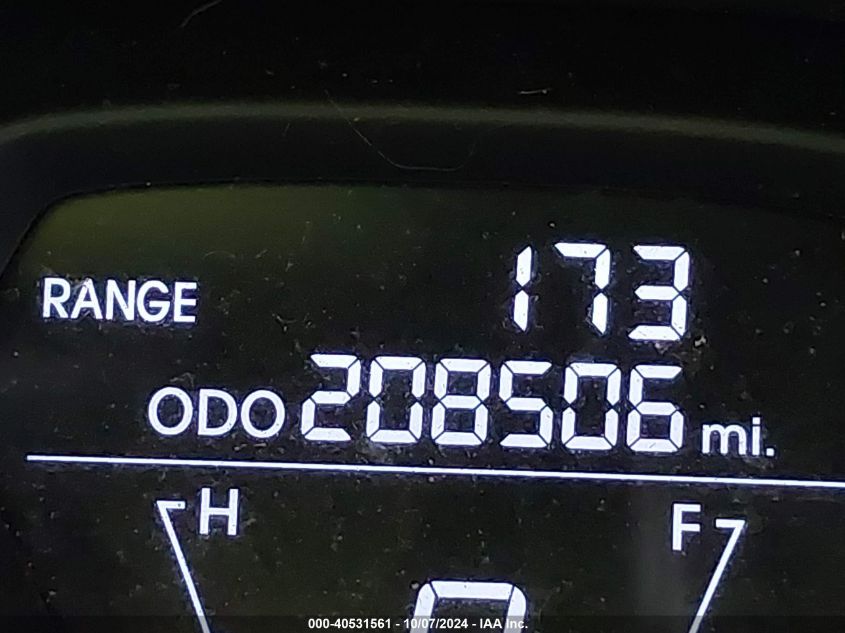 RANGE 173
ODO 208506 mi.
H F
000-40531561 - 10/07/2024 - IAA Inc.